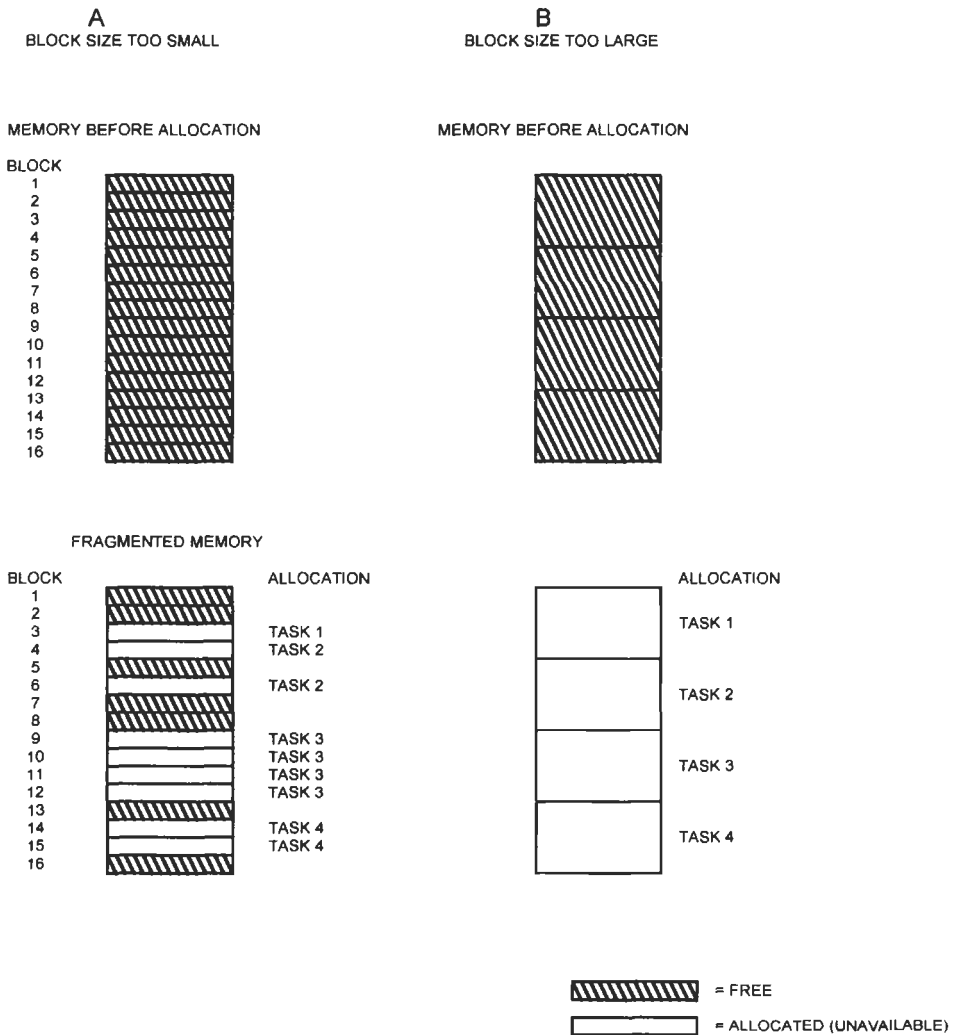 A
BLOCK SIZE TOO SMALL
B
BLOCK SIZE TOO LARGE
MEMORY BEFORE ALLOCATION
MEMORY BEFORE ALLOCATION
BLOCK
1
2
3
4
5
6
7
8
9
10
11
12
13
14
15
16
FRAGMENTED MEMORY
BLOCK ALLOCATION
1
2
3 TASK 1
4 TASK 2
5
6 TASK 2
7
8
9 TASK 3
10 TASK 3
11 TASK 3
12 TASK 3
13
14 TASK 4
15 TASK 4
16
ALLOCATION
TASK 1
TASK 2
TASK 3
TASK 4
= FREE
= ALLOCATED (UNAVAILABLE)